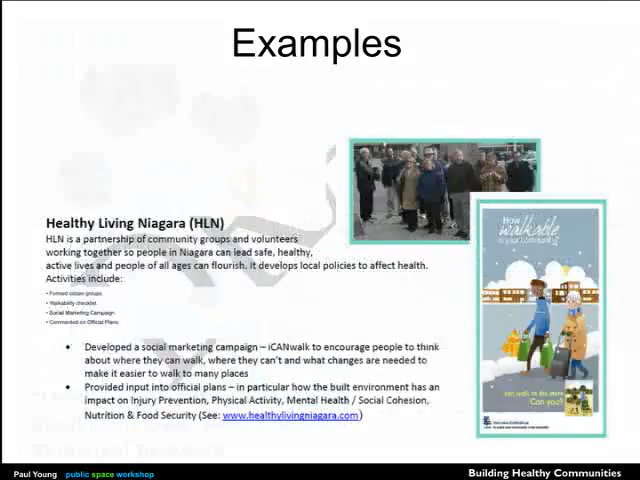 Examples
Healthy Living Niagara (HLN)
HLN is a partnership of community groups and volunteers
working together so people in Niagara can lead safe, healthy,
active lives and people of all ages can flourish. It develops local policies to affect health.
Activities include:
• Formed citizen groups
• Walkability checklist
• Social Marketing Campaign
• Commented on Official Plans
• Developed a social marketing campaign – iCANwalk to encourage people to think
about where they can walk, where they can't and what changes are needed to
make it easier to walk to many places
• Provided input into official plans – in particular how the built environment has an
impact on Injury Prevention, Physical Activity, Mental Health / Social Cohesion,
Nutrition & Food Security (See: www.healthylivingniagara.com)
How
walkable
is your community?
I can walk to the store
Can you?
Paul Young public space workshop
Building Healthy Communities